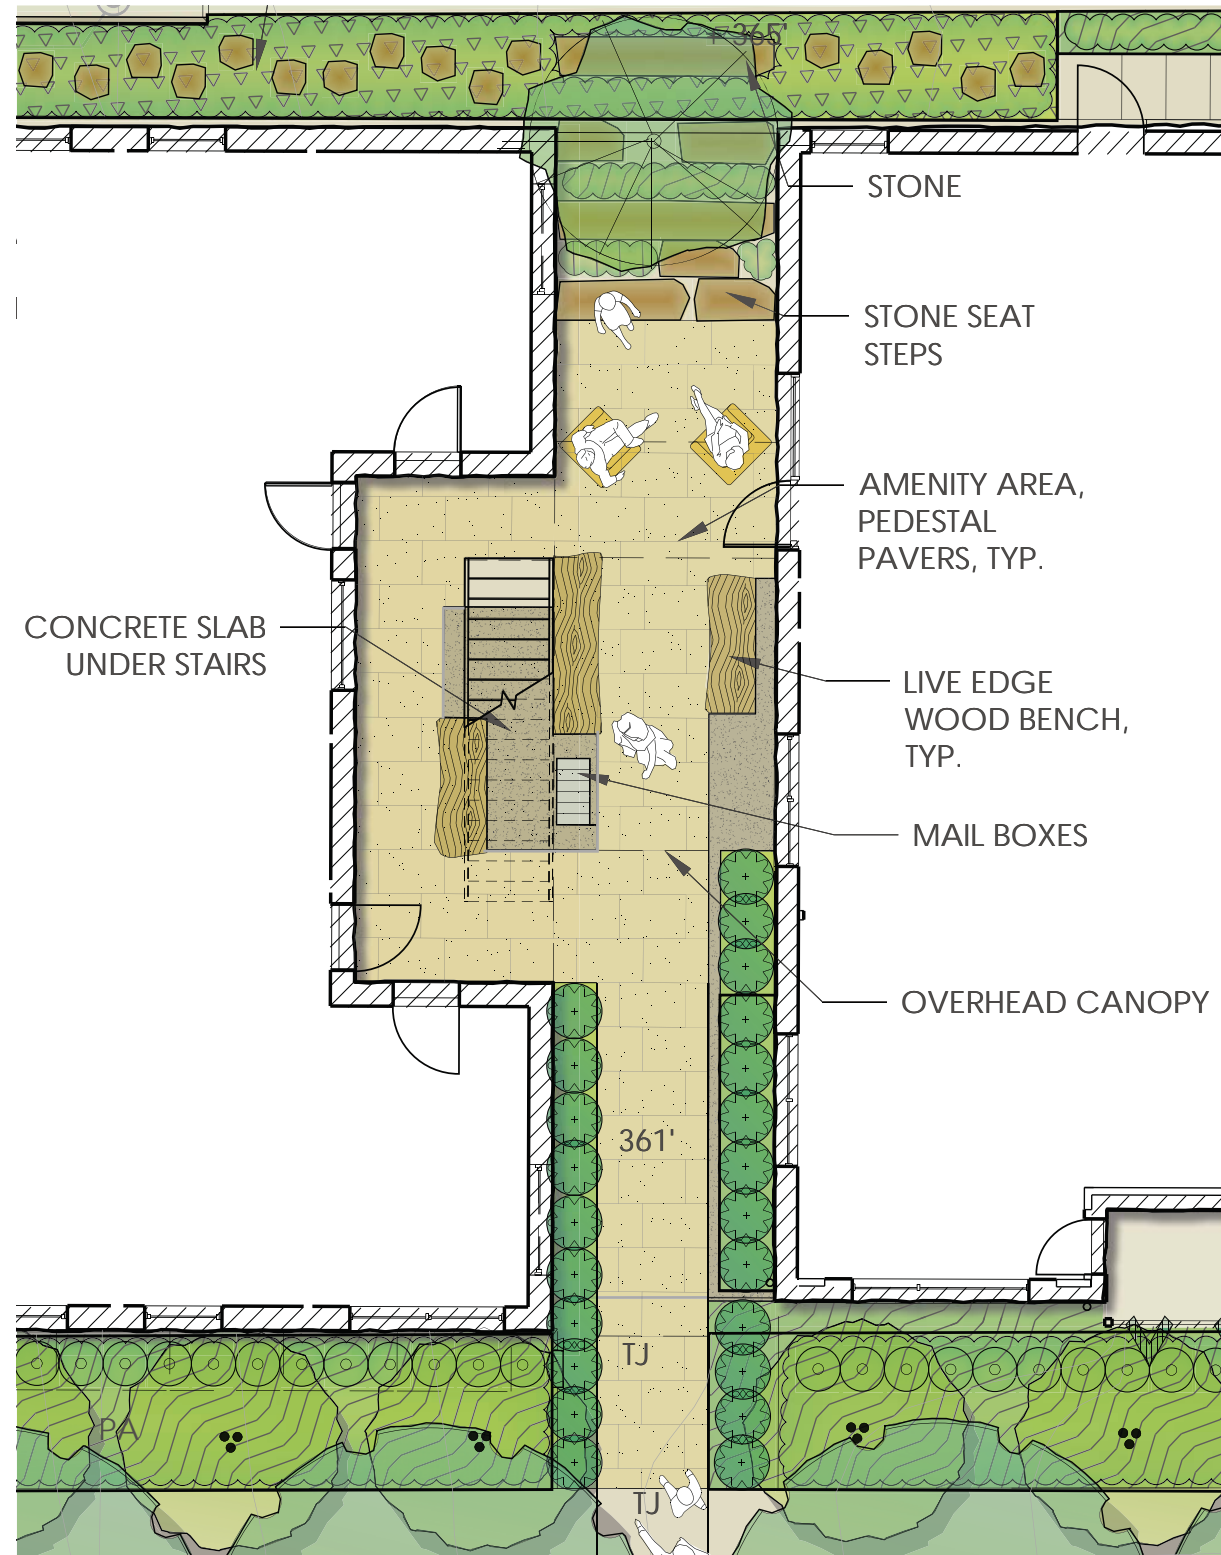 365'
STONE
STONE SEAT
STEPS
AMENITY AREA,
PEDESTAL
PAVERS, TYP.
CONCRETE SLAB
UNDER STAIRS
LIVE EDGE
WOOD BENCH,
TYP.
MAIL BOXES
OVERHEAD CANOPY
361'
TJ
PA
TJ